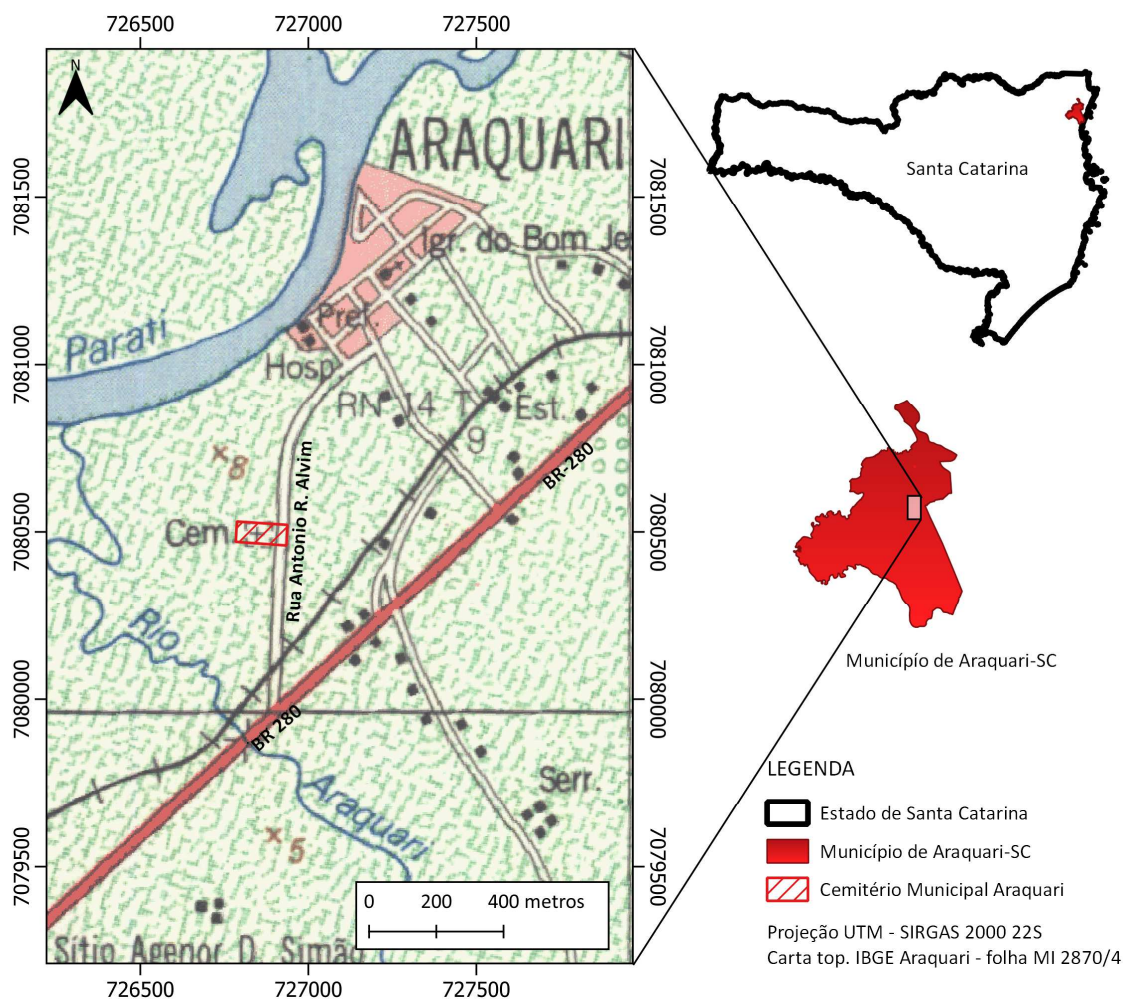 726500
727000
727500
N
ARAQUARI
7081500
7081500
Santa Catarina
Igr. do Bom Je
Pref.
Parati
7081000
7081000
Hosp
RN 14 T
Est.
9
BR-280
8
Rua Antonio R. Alvim
Cem
7080500
7080500
Rio
Município de Araquari-SC
7080000
7080000
BR 280
Araquari
Serr.
5
7079500
7079500
Sítio Agenor D. Simão
0 200 400 metros
LEGENDA
Estado de Santa Catarina
Município de Araquari-SC
Cemitério Municipal Araquari
Projeção UTM - SIRGAS 2000 22S
Carta top. IBGE Araquari - folha MI 2870/4
726500
727000
727500